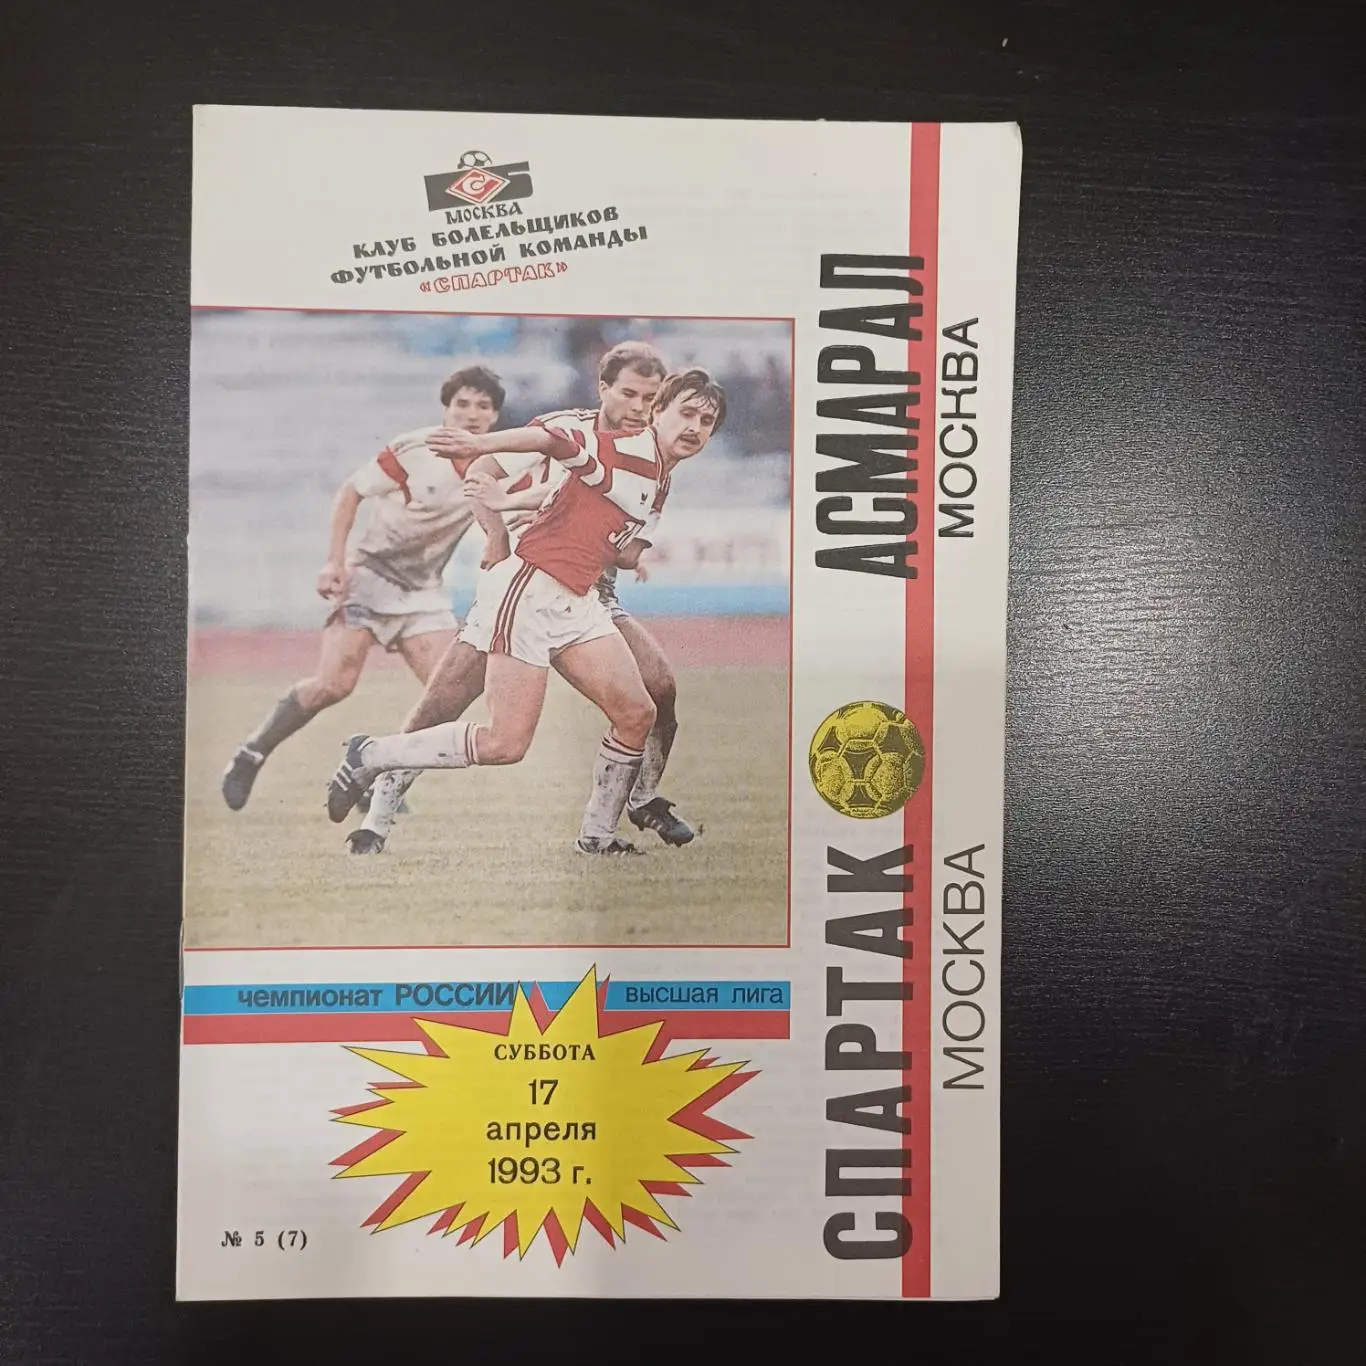 МОСКВА
КЛУБ БОЛЕЛЬЩИКОВ
ФУТБОЛЬНОЙ КОМАНДЫ
«СПАРТАК»
чемпионат РОССИИ
высшая лига
СУББОТА
17
апреля
1993 г.
№ 5 (7)
СПАРТАК
МОСКВА
АСМАРАЛ
МОСКВА